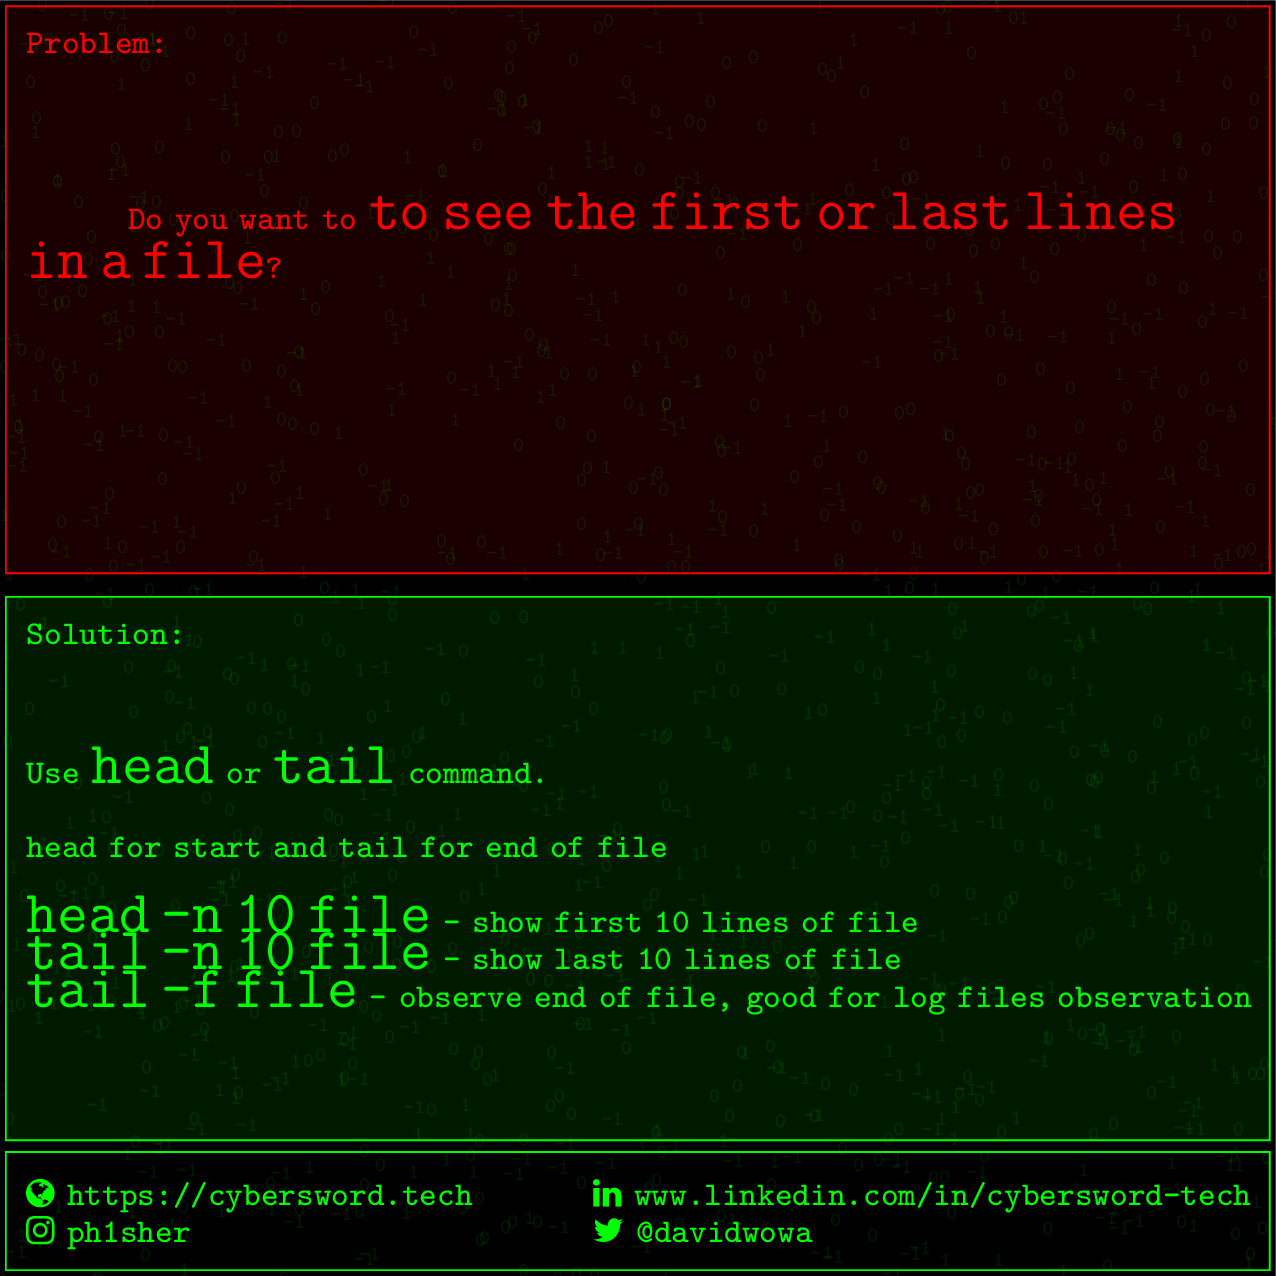 Problem:
Do you want to to see the first or last lines
in a file?
Solution:
Use head or tail command.
head for start and tail for end of file
head -n 10 file - show first 10 lines of file
tail -n 10 file - show last 10 lines of file
tail -f file - observe end of file, good for log files observation
https://cybersword.tech
www.linkedin.com/in/cybersword-tech
ph1sher
@davidwowa